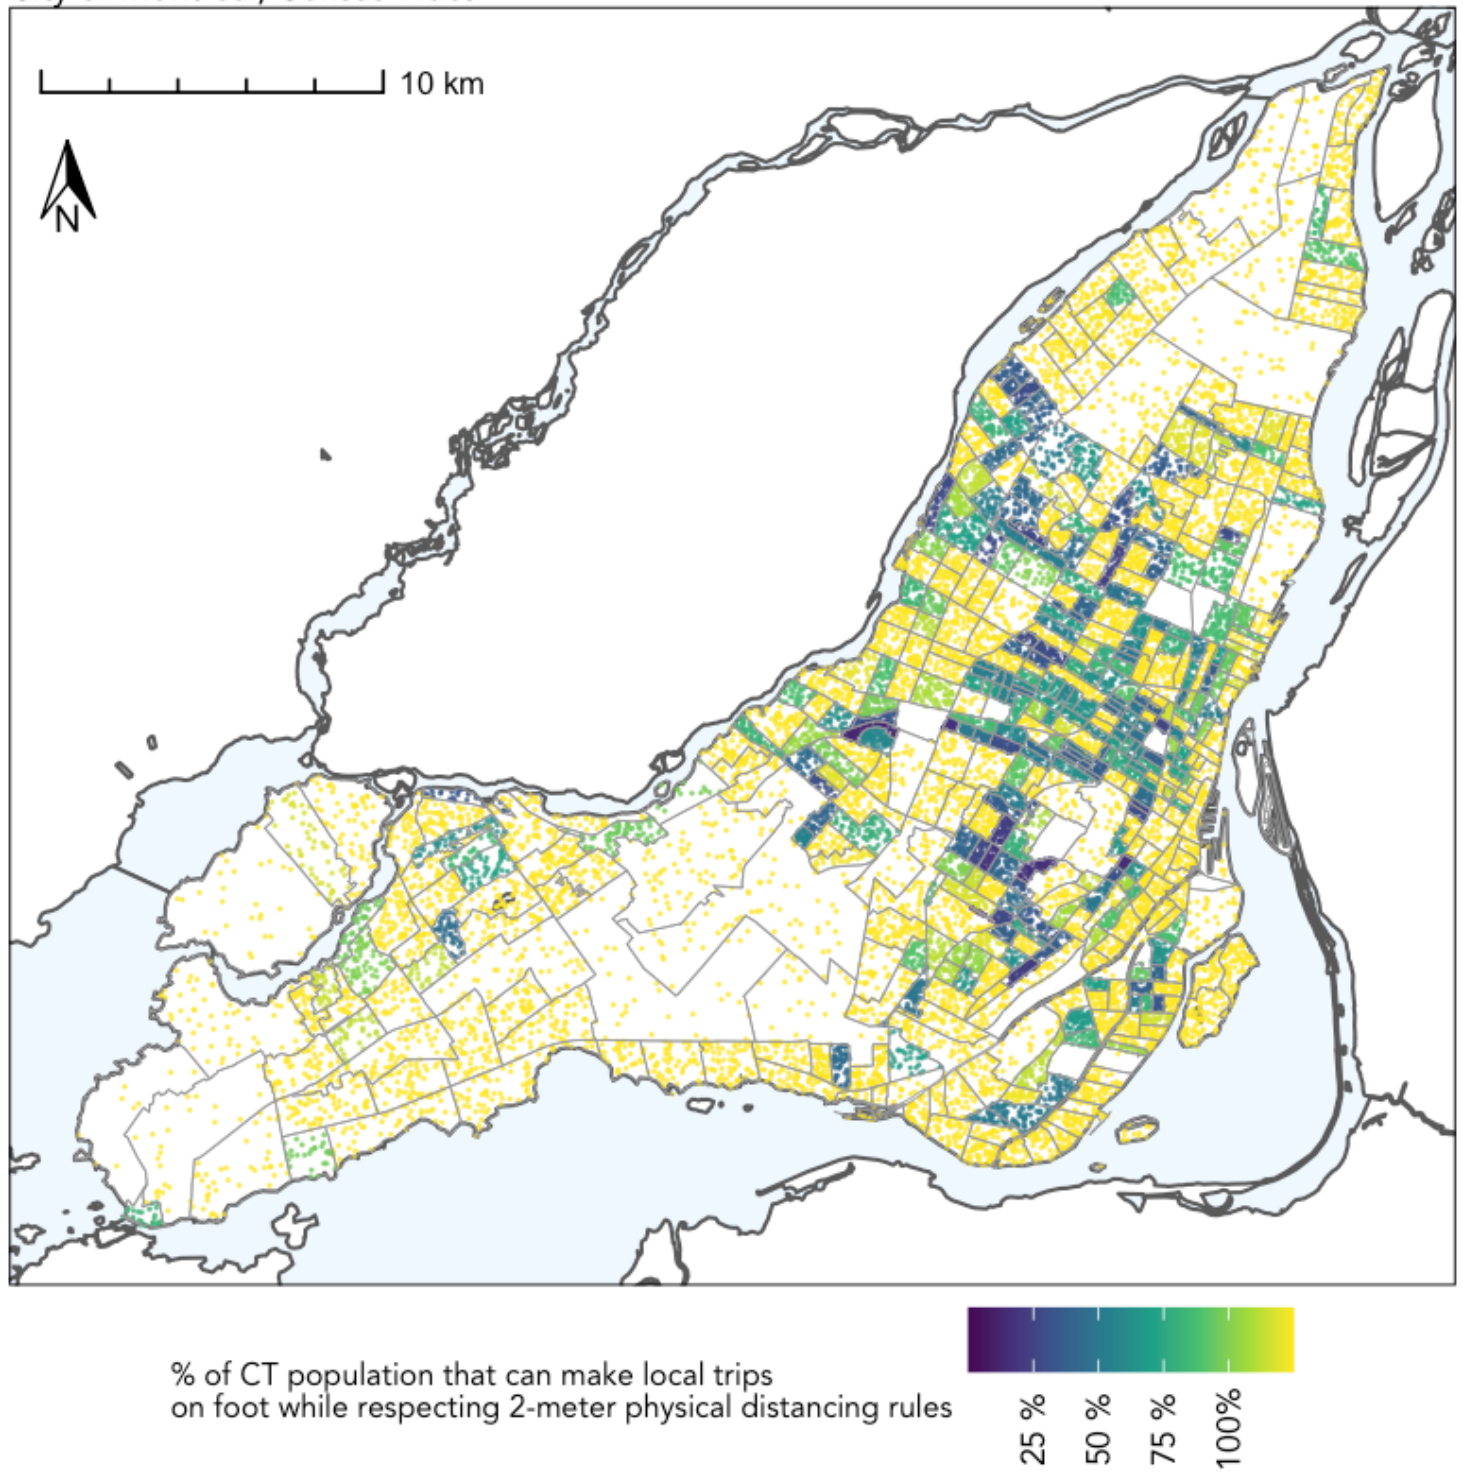 10 km
N
% of CT population that can make local trips
on foot while respecting 2-meter physical distancing rules
25 %
50 %
75 %
100%